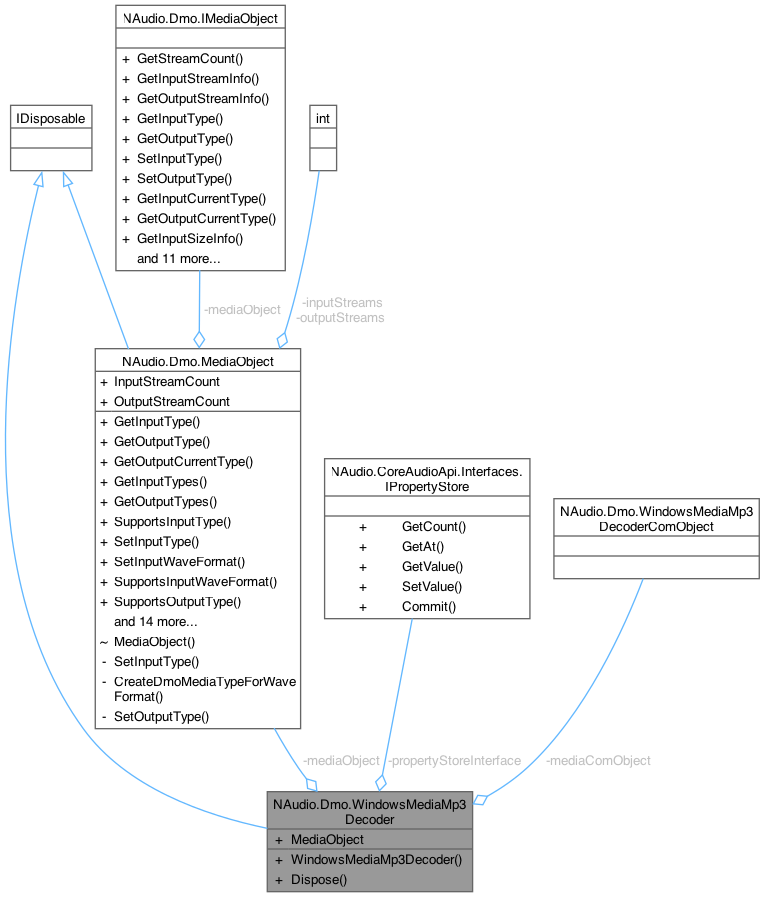 NAudio.Dmo.IMediaObject
+ GetStreamCount()
+ GetInputStreamInfo()
+ GetOutputStreamInfo()
+ GetInputType()
+ GetOutputType()
+ SetInputType()
+ SetOutputType()
+ GetInputCurrentType()
+ GetOutputCurrentType()
+ GetInputSizeInfo()
and 11 more...
IDisposable
int
-mediaObject
-inputStreams
-outputStreams
NAudio.Dmo.MediaObject
+ InputStreamCount
+ OutputStreamCount
+ GetInputType()
+ GetOutputType()
+ GetOutputCurrentType()
+ GetInputTypes()
+ GetOutputTypes()
+ SupportsInputType()
+ SetInputType()
+ SetInputWaveFormat()
+ SupportsInputWaveFormat()
+ SupportsOutputType()
and 14 more...
~ MediaObject()
- SetInputType()
- CreateDmoMediaTypeForWave
Format()
- SetOutputType()
NAudio.CoreAudioApi.Interfaces.
IPropertyStore
+ GetCount()
+ GetAt()
+ GetValue()
+ SetValue()
+ Commit()
NAudio.Dmo.WindowsMediaMp3
DecoderComObject
-mediaObject
-propertyStoreInterface
-mediaComObject
NAudio.Dmo.WindowsMediaMp3
Decoder
+ MediaObject
+ WindowsMediaMp3Decoder()
+ Dispose()